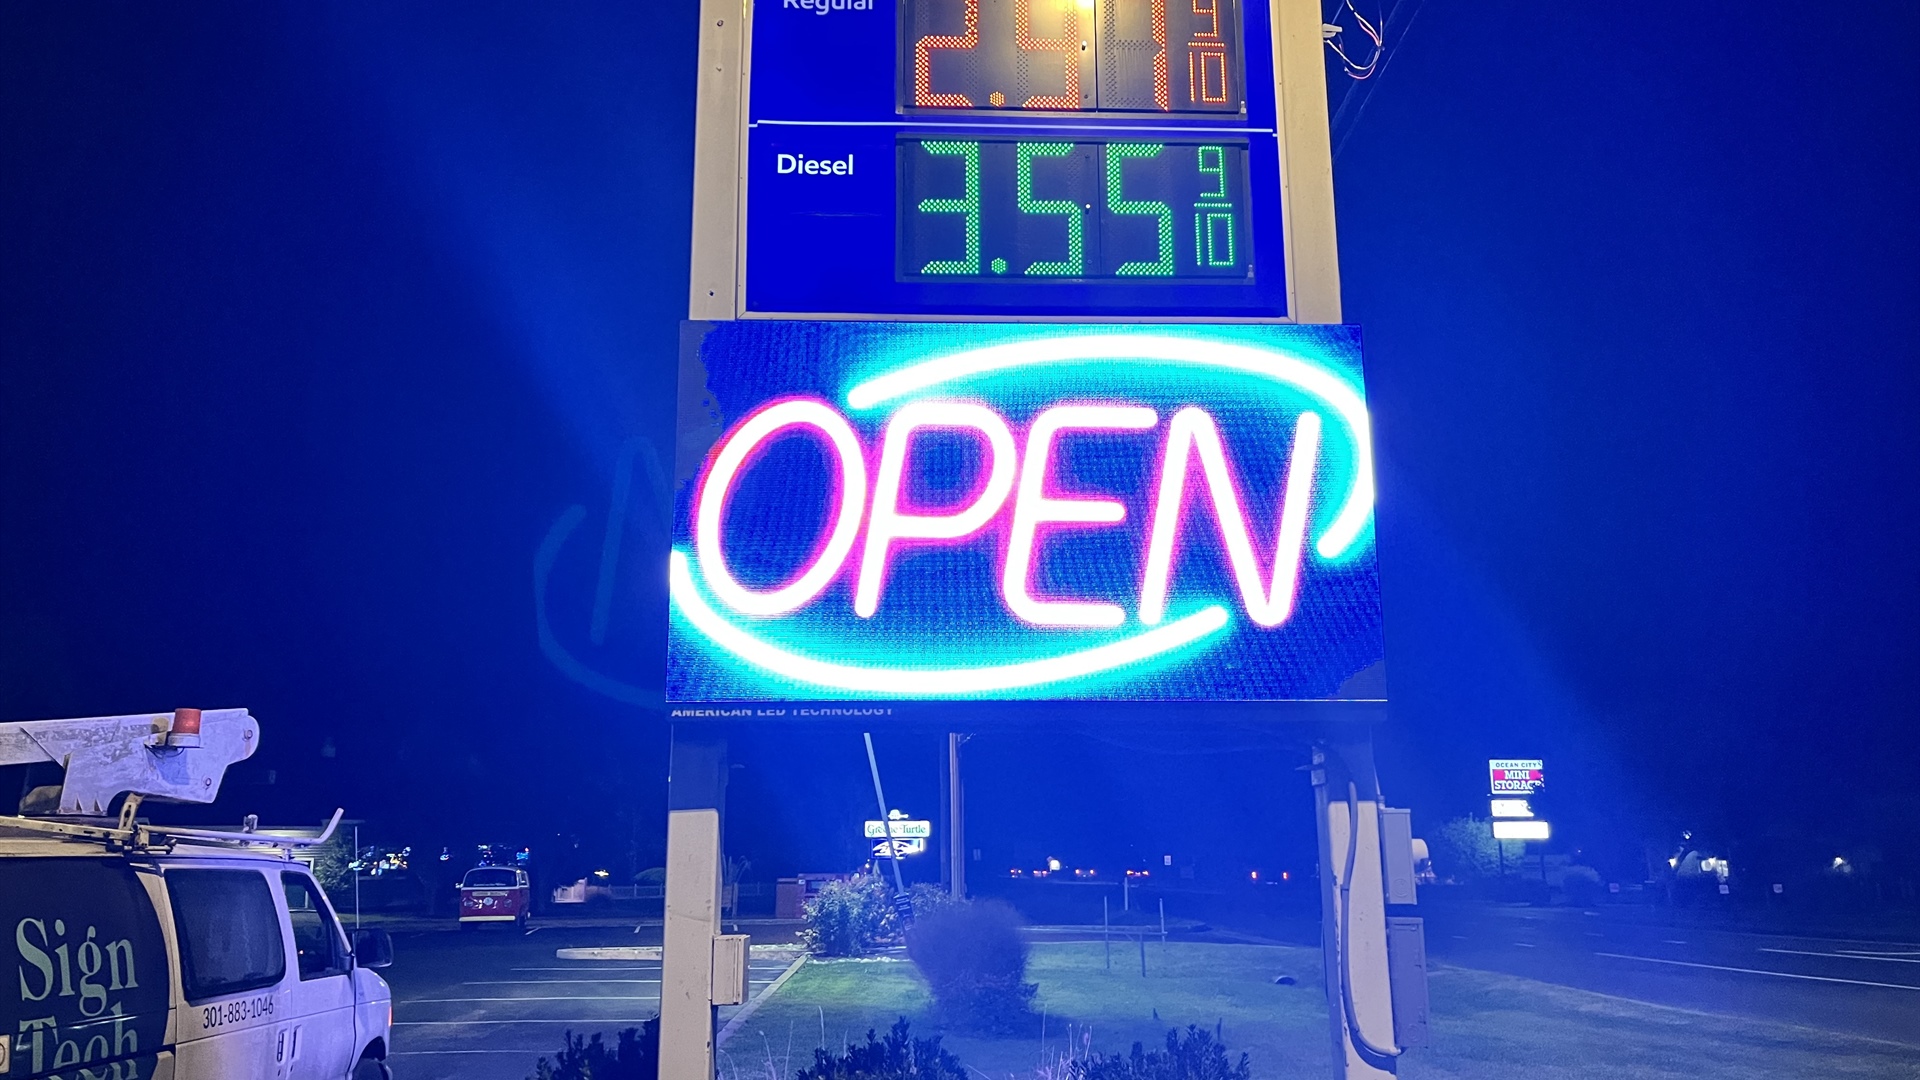 Regular
2.97 9/10
Diesel
3.55 9/10
OPEN
AMERICAN LED TECHNOLOGY
OCEAN CITY'S
MINI
STORAGE
Greene Turtle
Sign
Tech
301-883-1046